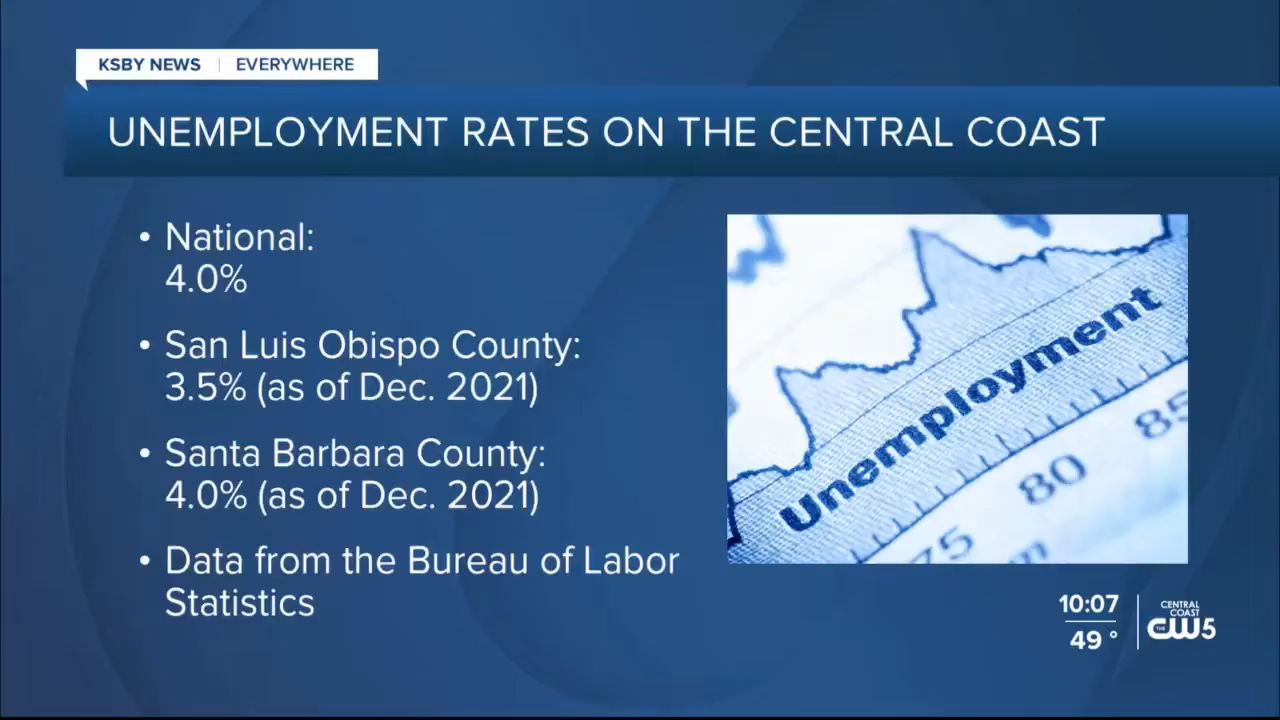 KSBY NEWS | EVERYWHERE
UNEMPLOYMENT RATES ON THE CENTRAL COAST
• National:
4.0%
• San Luis Obispo County:
3.5% (as of Dec. 2021)
• Santa Barbara County:
4.0% (as of Dec. 2021)
• Data from the Bureau of Labor
Statistics
Unemployment
75
80
85
10:07
49 °
CENTRAL
COAST
THE CW5